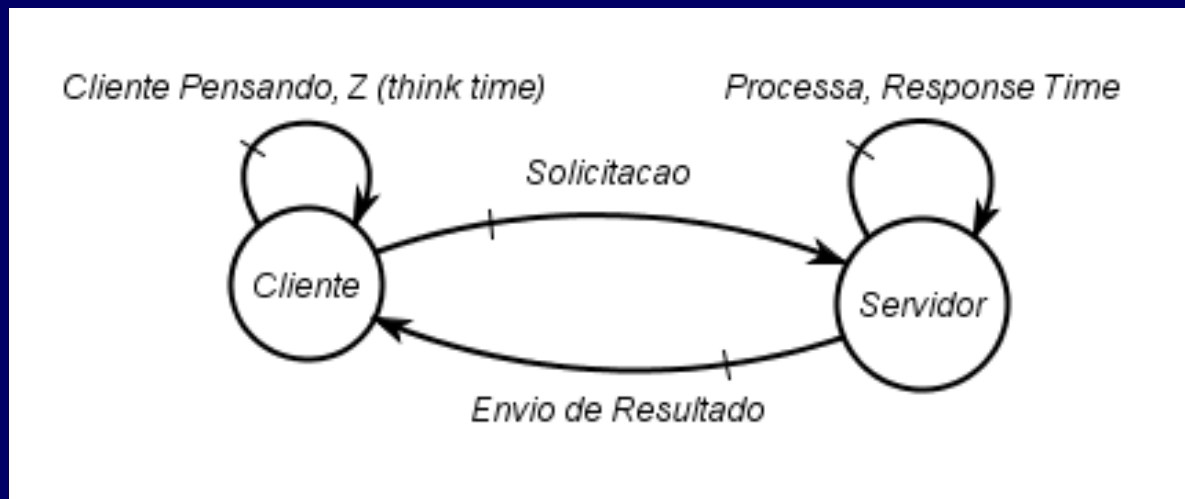 Cliente Pensando, Z (think time)
Processa, Response Time
Solicitacao
Cliente
Servidor
Envio de Resultado